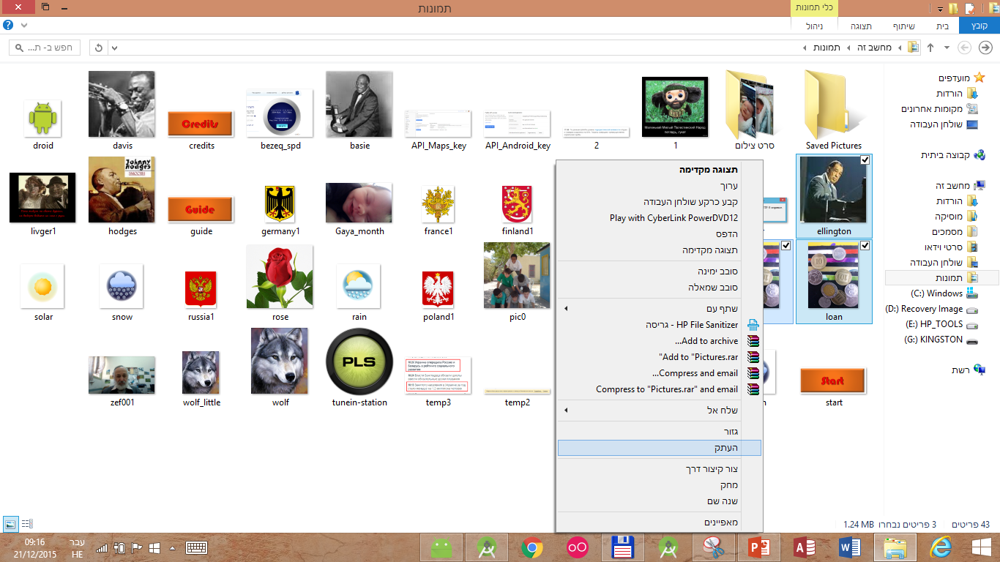 תמונות
כלי תמונות
קובץ
בית
שיתוף
תצוגה
ניהול
מחשב זה
תמונות
חפש ב- ת...
מועדפים
הורדות
מקומות אחרונים
שולחן העבודה
קבוצה ביתית
מחשב זה
הורדות
מוסיקה
מסמכים
סרטי וידאו
שולחן העבודה
תמונות
Windows (C:)
Recovery Image (D:)
HP_TOOLS (E:)
KINGSTON (G:)
רשת
Saved Pictures
סרט צילום
1
2
API_Android_key
API_Maps_key
basie
bezeq_spd
credits
Credits
davis
droid
ellington
finland1
france1
Gaya_month
germany1
guide
Guide
hodges
Johnny
Hodges
livger1
loan
pic0
poland1
rain
rose
russia1
snow
solar
Start
start
temp2
temp3
PLS
tunein-station
wolf
wolf_little
zef001
תצוגה מקדימה
ערוך
קבע כרקע שולחן העבודה
Play with CyberLink PowerDVD12
הדפס
תצוגה מקדימה
סובב ימינה
סובב שמאלה
שתף עם
HP File Sanitizer - גריסה
Add to archive...
Add to "Pictures.rar"
Compress and email...
Compress to "Pictures.rar" and email
שלח אל
גזור
העתק
צור קיצור דרך
מחק
שנה שם
מאפיינים
43 פריטים
3 פריטים נבחרו
1.24 MB
עבר
HE
09:16
21/12/2015